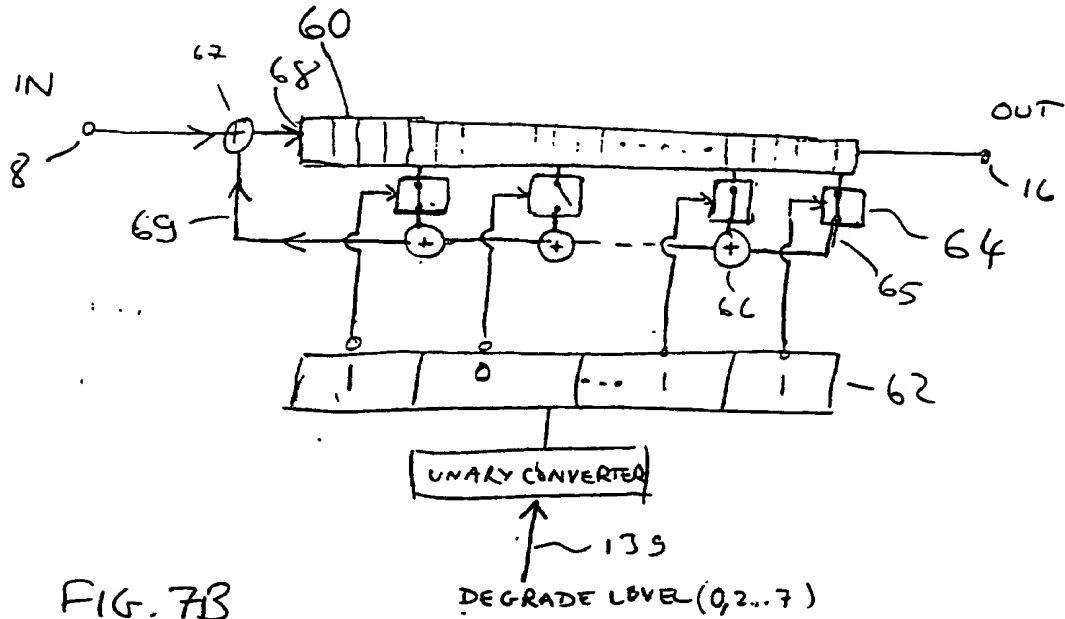 60
67
68
IN
OUT
8
16
69
+
+
+
+
64
65
66
1 0 ... 1 1
62
UNARY CONVERTER
139
DEGRADE LEVEL (0,2...7)
FIG. 7B